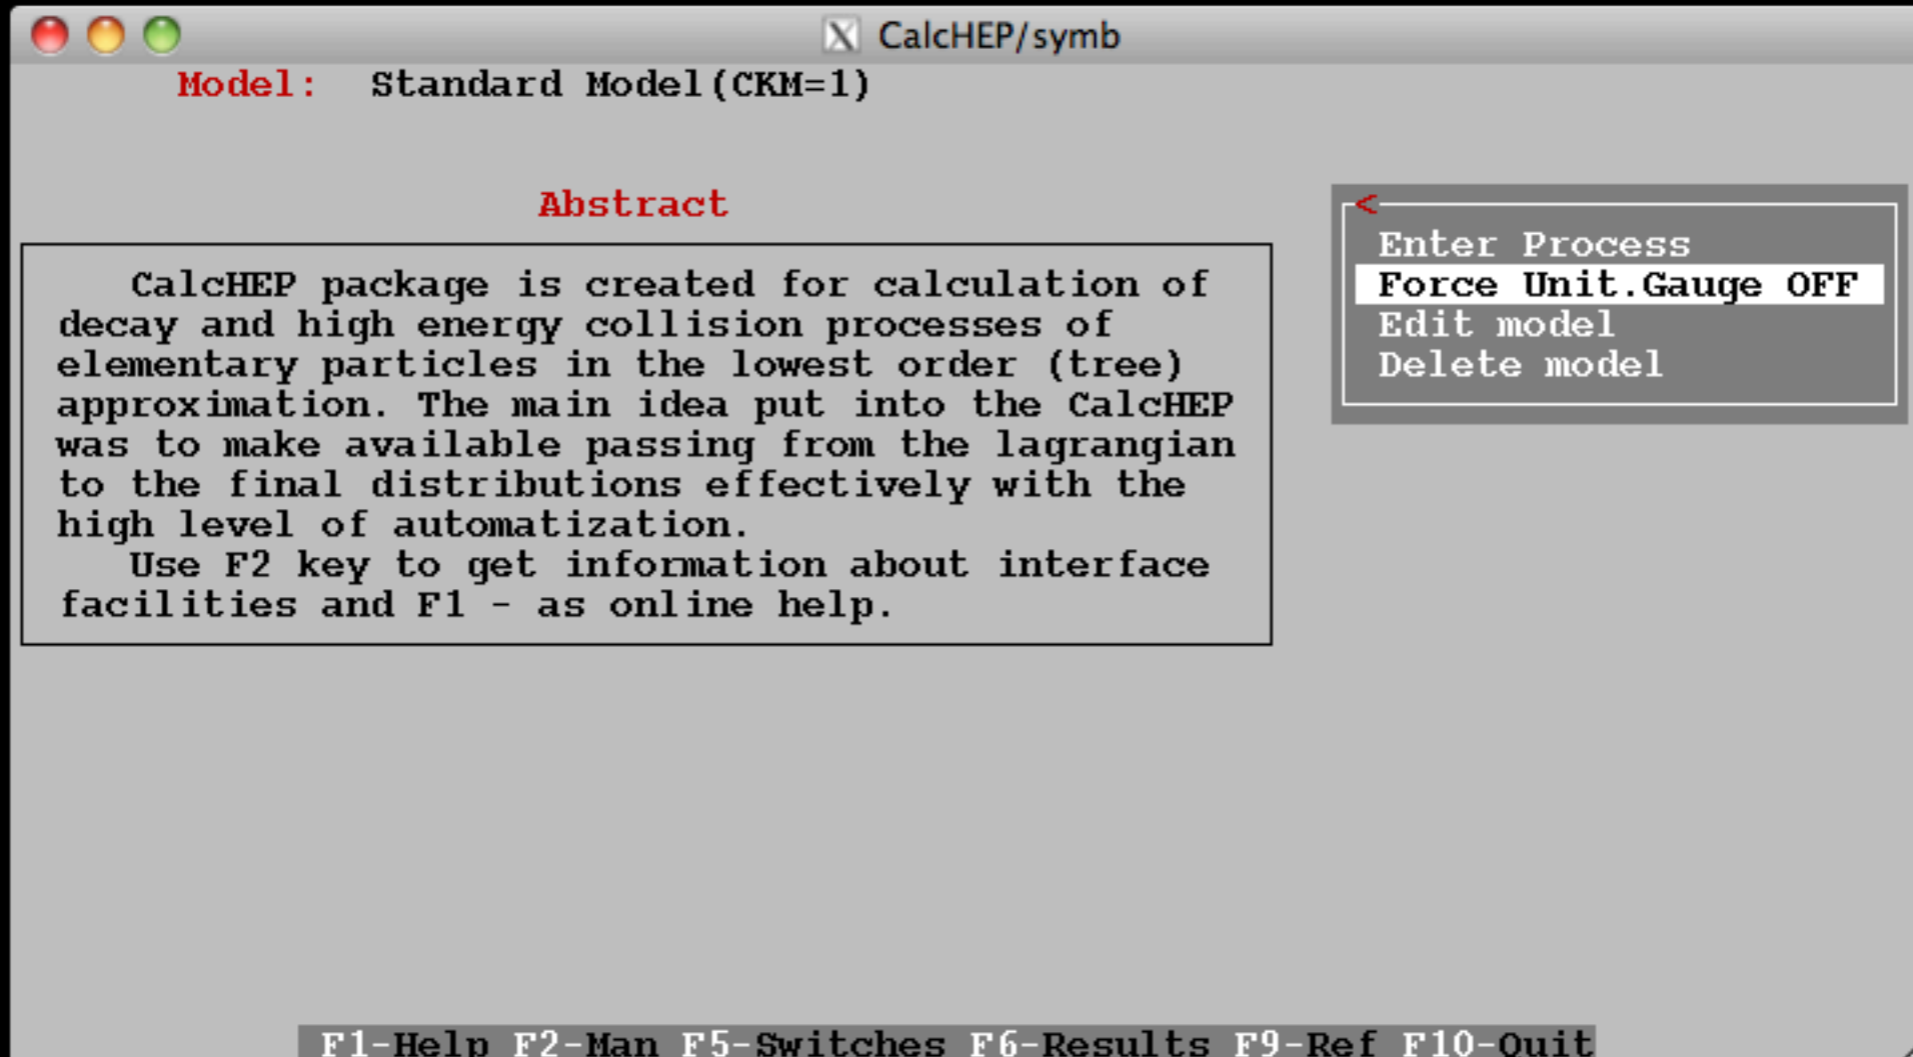 X CalcHEP/symb
Model: Standard Model(CKM=1)
Abstract
CalcHEP package is created for calculation of
decay and high energy collision processes of
elementary particles in the lowest order (tree)
approximation. The main idea put into the CalcHEP
was to make available passing from the lagrangian
to the final distributions effectively with the
high level of automatization.
Use F2 key to get information about interface
facilities and F1 - as online help.
<
Enter Process
Force Unit.Gauge OFF
Edit model
Delete model
F1-Help F2-Man F5-Switches F6-Results F9-Ref F10-Quit